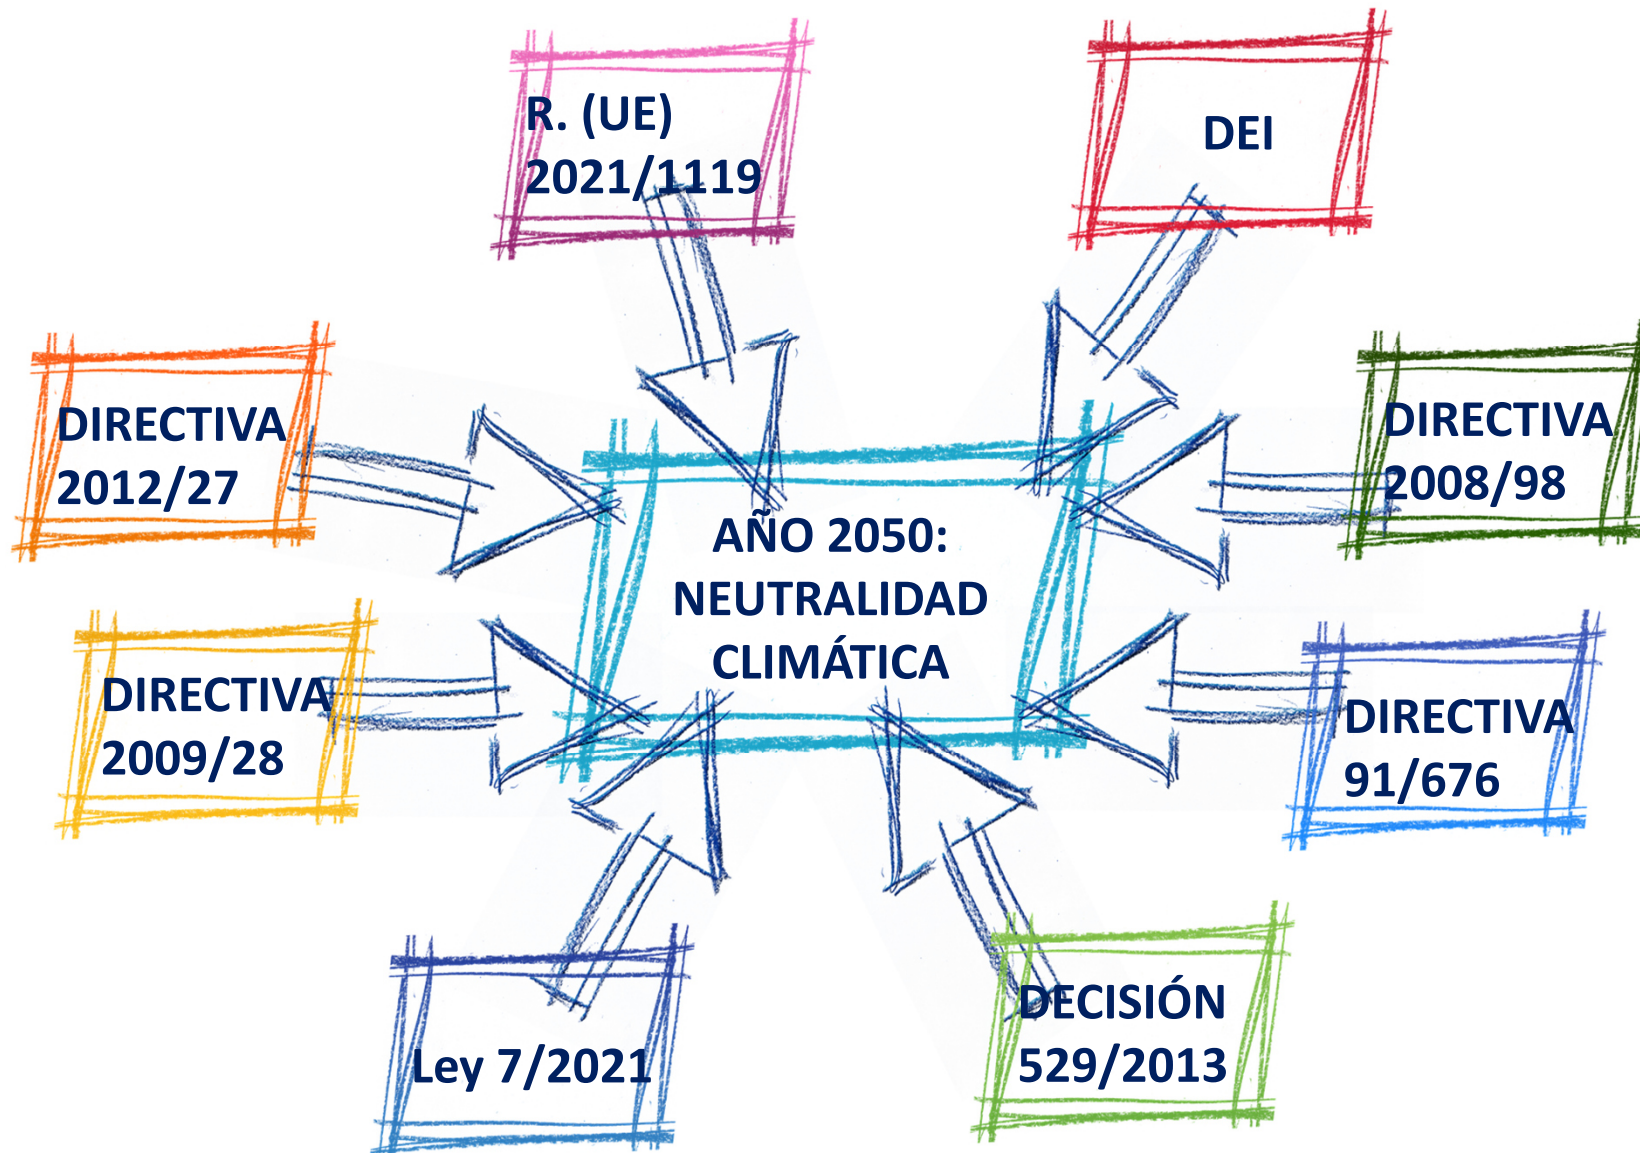 R. (UE)
2021/1119
DEI
DIRECTIVA
2012/27
DIRECTIVA
2008/98
AÑO 2050:
NEUTRALIDAD
CLIMÁTICA
DIRECTIVA
2009/28
DIRECTIVA
91/676
Ley 7/2021
DECISIÓN
529/2013